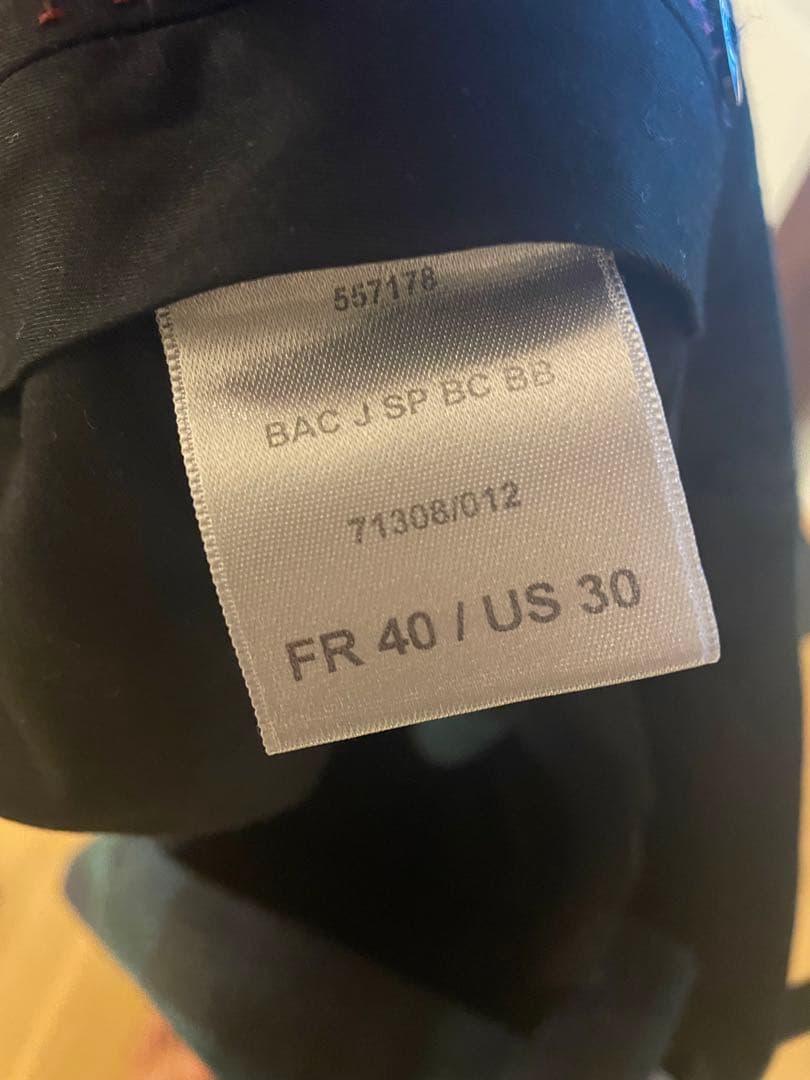 557178
BAC J SP BC BB
71308/012
FR 40 / US 30